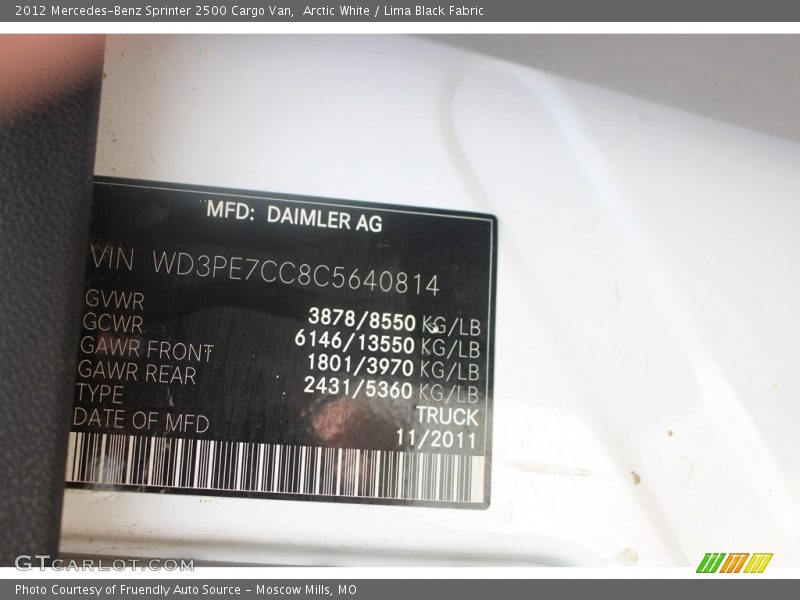 2012 Mercedes-Benz Sprinter 2500 Cargo Van,  Arctic White / Lima Black Fabric
MFD: DAIMLER AG
VIN WD3PE7CC8C5640814
GVWR 3878/8550 KG/LB
GCWR 6146/13550 KG/LB
GAWR FRONT 1801/3970 KG/LB
GAWR REAR 2431/5360 KG/LB
TYPE TRUCK
DATE OF MFD 11/2011
GTCARLOT.COM
Photo Courtesy of Fruendly Auto Source - Moscow Mills, MO